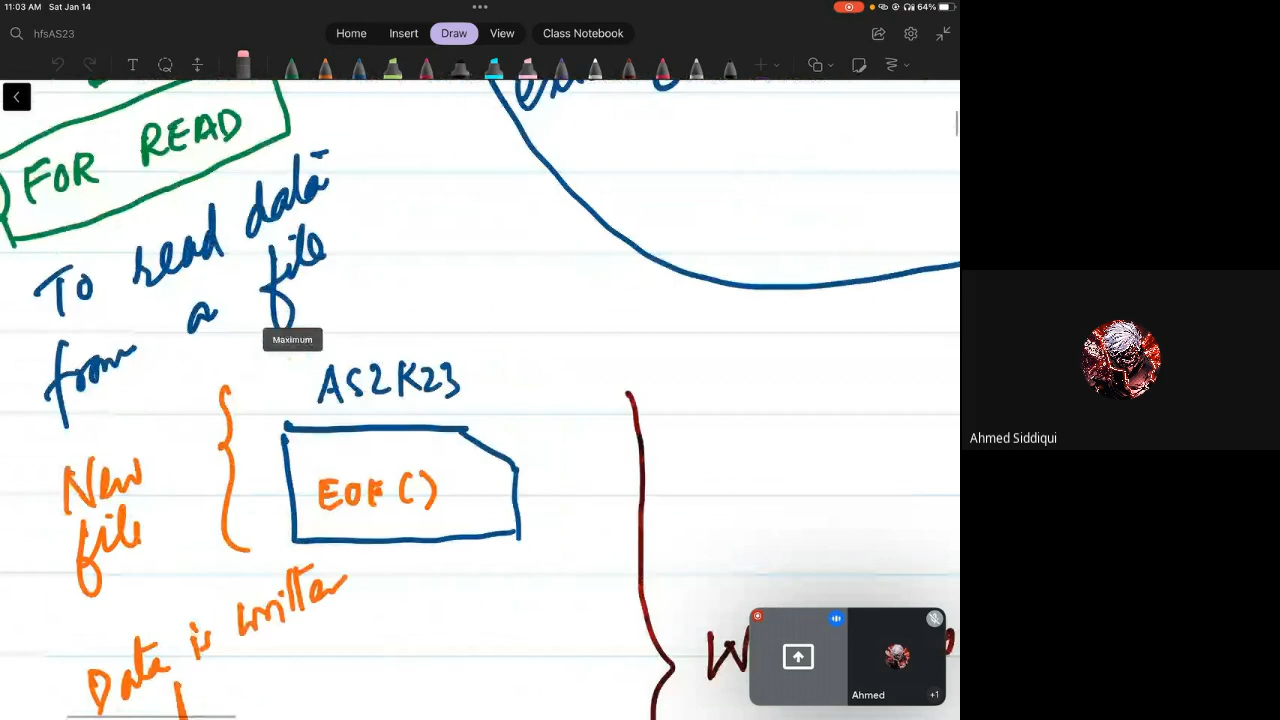 11:03 AM Sat Jan 14
64%
hfsAS23
Home Insert Draw View Class Notebook
FOR READ
To read data
from a file
Maximum
AS2K23
New
file
EOF()
Data is written
Ahmed Siddiqui
Ahmed
+1